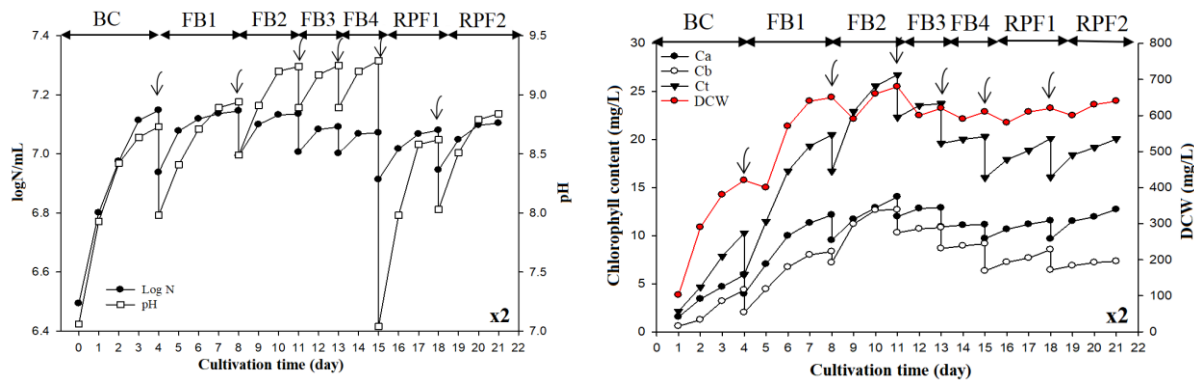 BC FB1 FB2 FB3 FB4 RPF1 RPF2
7.4 7.2 7.0 6.8 6.6 6.4
logN/mL
9.5 9.0 8.5 8.0 7.5 7.0
pH
Log N
pH
x2
0 1 2 3 4 5 6 7 8 9 10 11 12 13 14 15 16 17 18 19 20 21 22
Cultivation time (day)
BC FB1 FB2 FB3 FB4 RPF1 RPF2
30 25 20 15 10 5 0
Chlorophyll content (mg/L)
800 700 600 500 400 300 200 100 0
DCW (mg/L)
Ca
Cb
Ct
DCW
x2
0 1 2 3 4 5 6 7 8 9 10 11 12 13 14 15 16 17 18 19 20 21 22
Cultivation time (day)